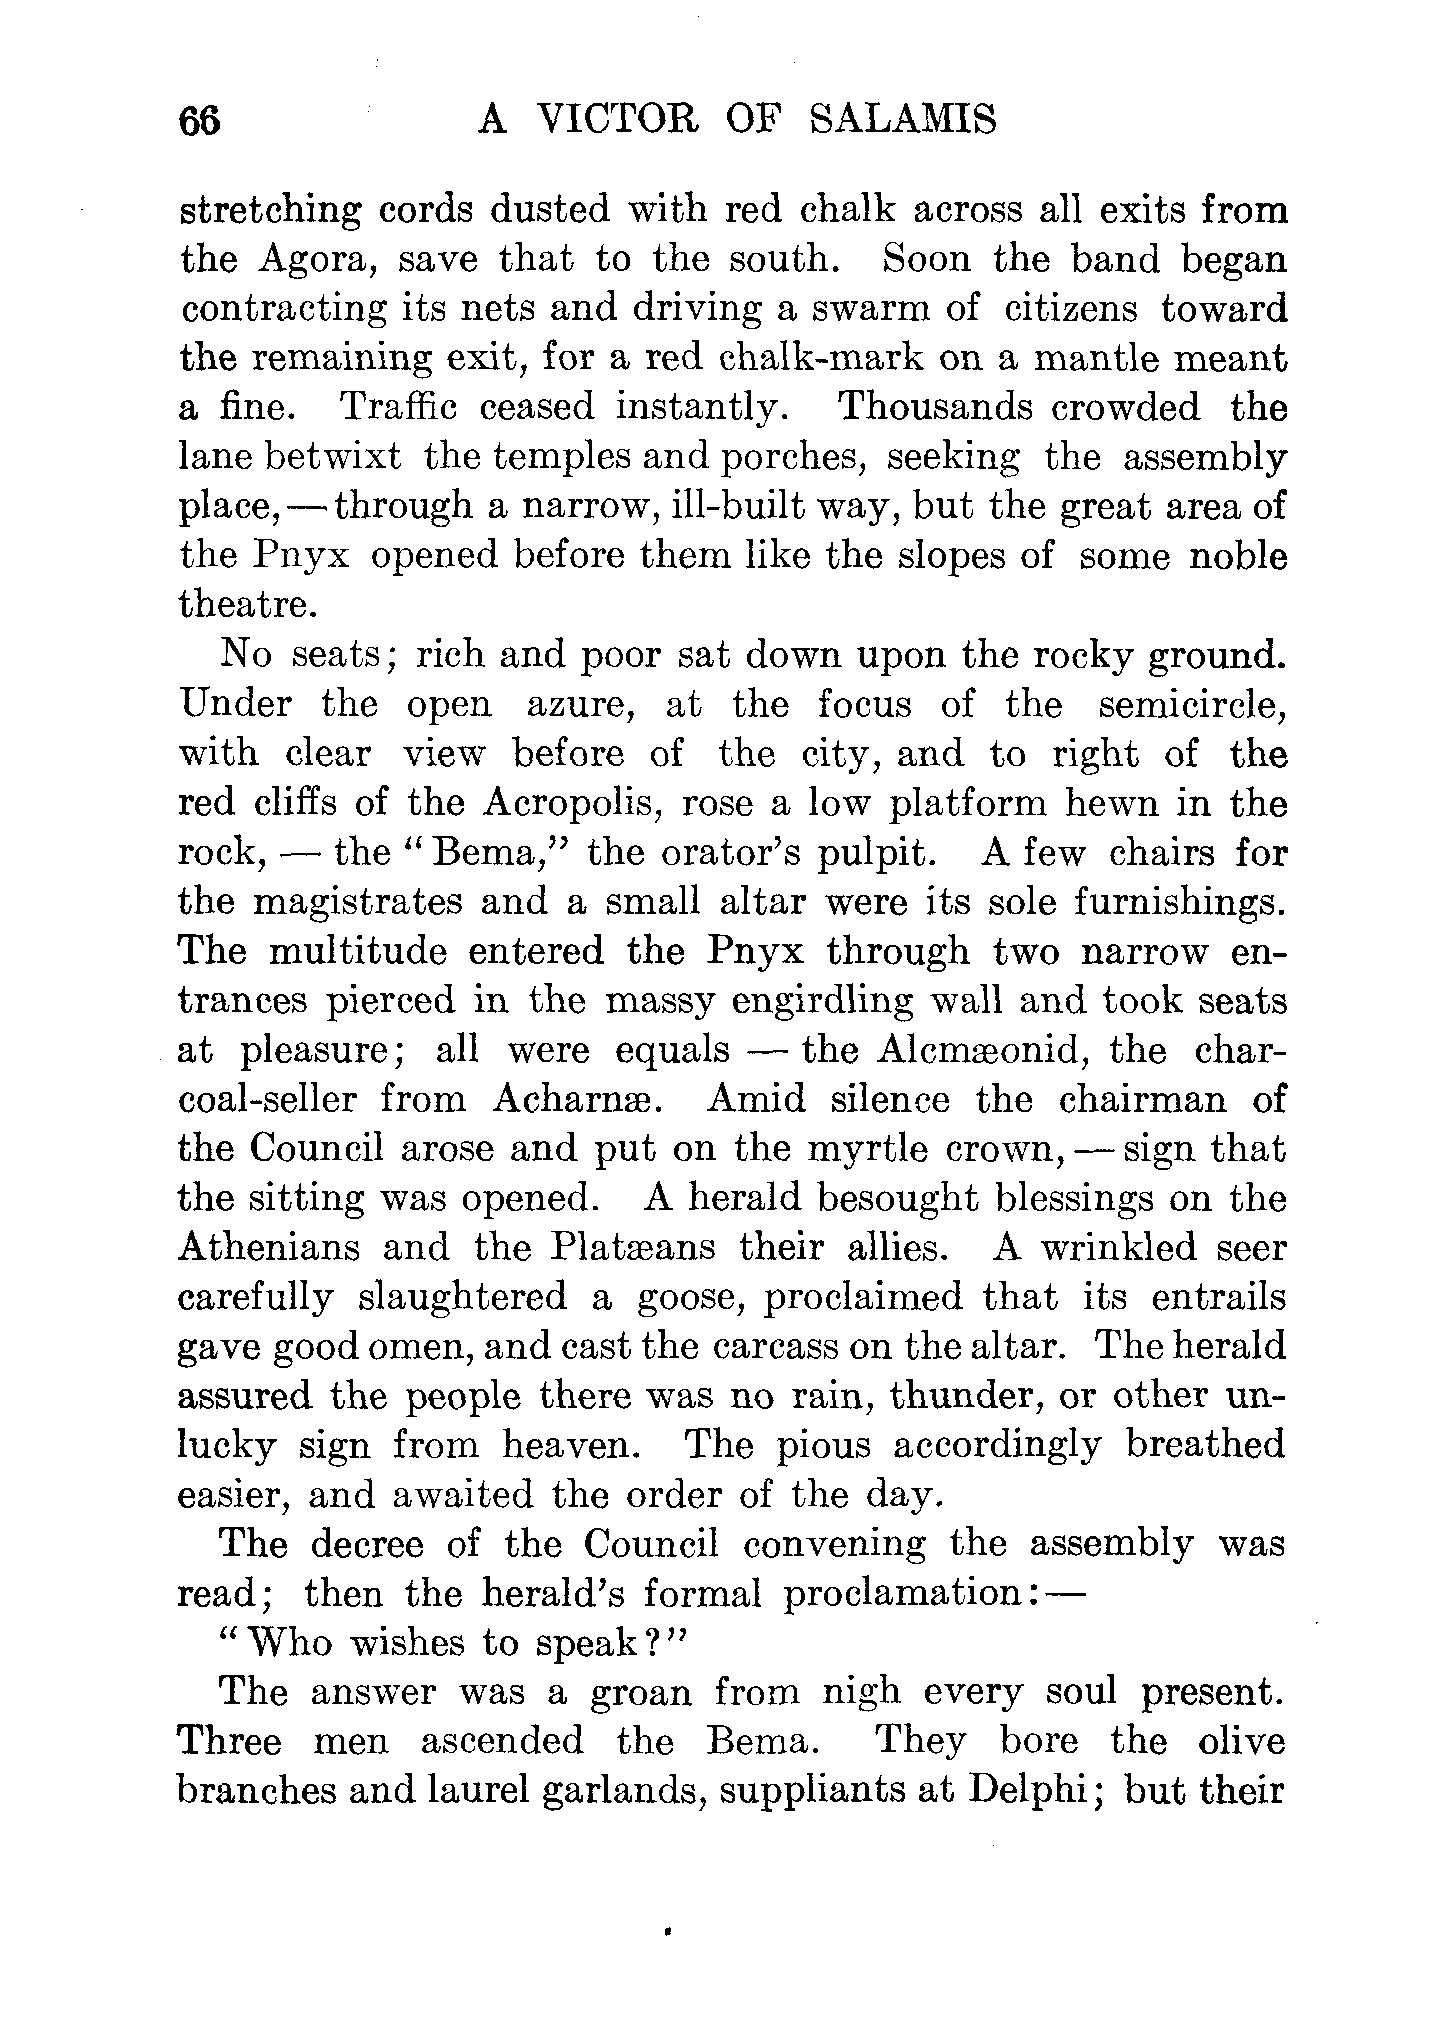 66 A VICTOR OF SALAMIS
stretching cords dusted with red chalk across all exits from
the Agora, save that to the south. Soon the band began
contracting its nets and driving a swarm of citizens toward
the remaining exit, for a red chalk-mark on a mantle meant
a fine. Traffic ceased instantly. Thousands crowded the
lane betwixt the temples and porches, seeking the assembly
place,—through a narrow, ill-built way, but the great area of
the Pnyx opened before them like the slopes of some noble
theatre.
No seats; rich and poor sat down upon the rocky ground.
Under the open azure, at the focus of the semicircle,
with clear view before of the city, and to right of the
red cliffs of the Acropolis, rose a low platform hewn in the
rock, — the “Bema,” the orator's pulpit. A few chairs for
the magistrates and a small altar were its sole furnishings.
The multitude entered the Pnyx through two narrow en-
trances pierced in the massy engirdling wall and took seats
at pleasure; all were equals — the Alcmæonid, the char-
coal-seller from Acharnæ. Amid silence the chairman of
the Council arose and put on the myrtle crown, — sign that
the sitting was opened. A herald besought blessings on the
Athenians and the Platæans their allies. A wrinkled seer
carefully slaughtered a goose, proclaimed that its entrails
gave good omen, and cast the carcass on the altar. The herald
assured the people there was no rain, thunder, or other un-
lucky sign from heaven. The pious accordingly breathed
easier, and awaited the order of the day.
The decree of the Council convening the assembly was
read; then the herald's formal proclamation:—
“Who wishes to speak?”
The answer was a groan from nigh every soul present.
Three men ascended the Bema. They bore the olive
branches and laurel garlands, suppliants at Delphi; but their